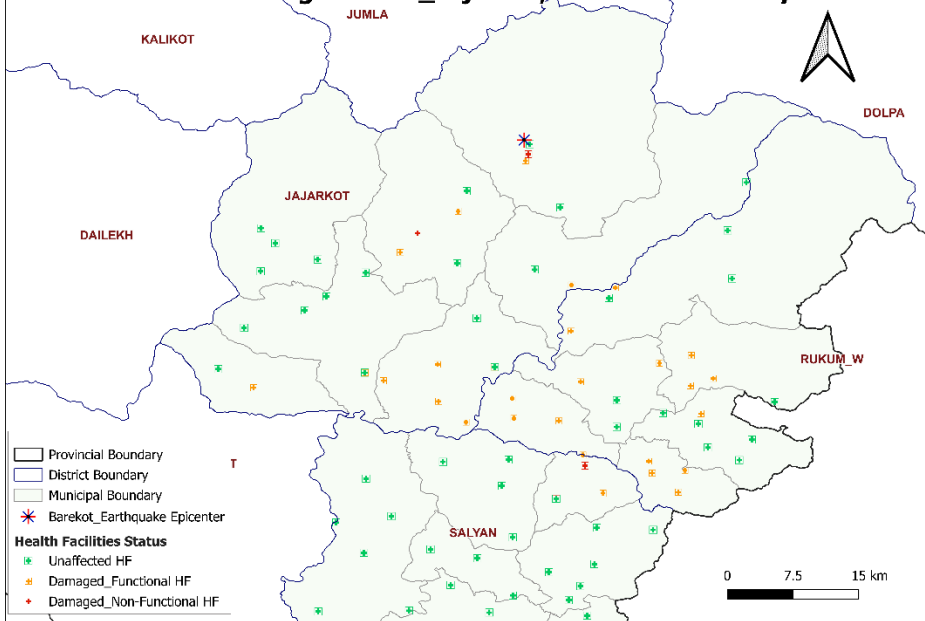 JUMLA
KALIKOT
DOLPA
JAJARKOT
DAILEKH
RUKUM_W
T
SALYAN
Provincial Boundary
District Boundary
Municipal Boundary
Barekot_Earthquake Epicenter
Health Facilities Status
Unaffected HF
Damaged_Functional HF
Damaged_Non-Functional HF
0 7.5 15 km